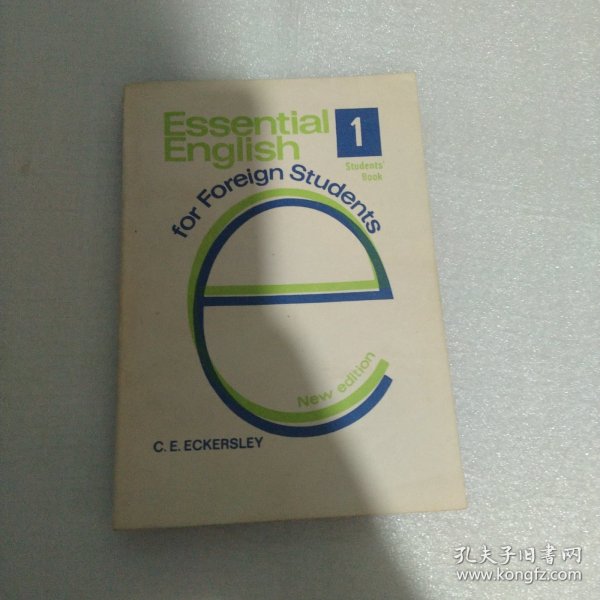 Essential
English
1
Students'
Book
for Foreign Students
New edition
C. E. ECKERSLEY
孔夫子旧书网
www.kongfz.com